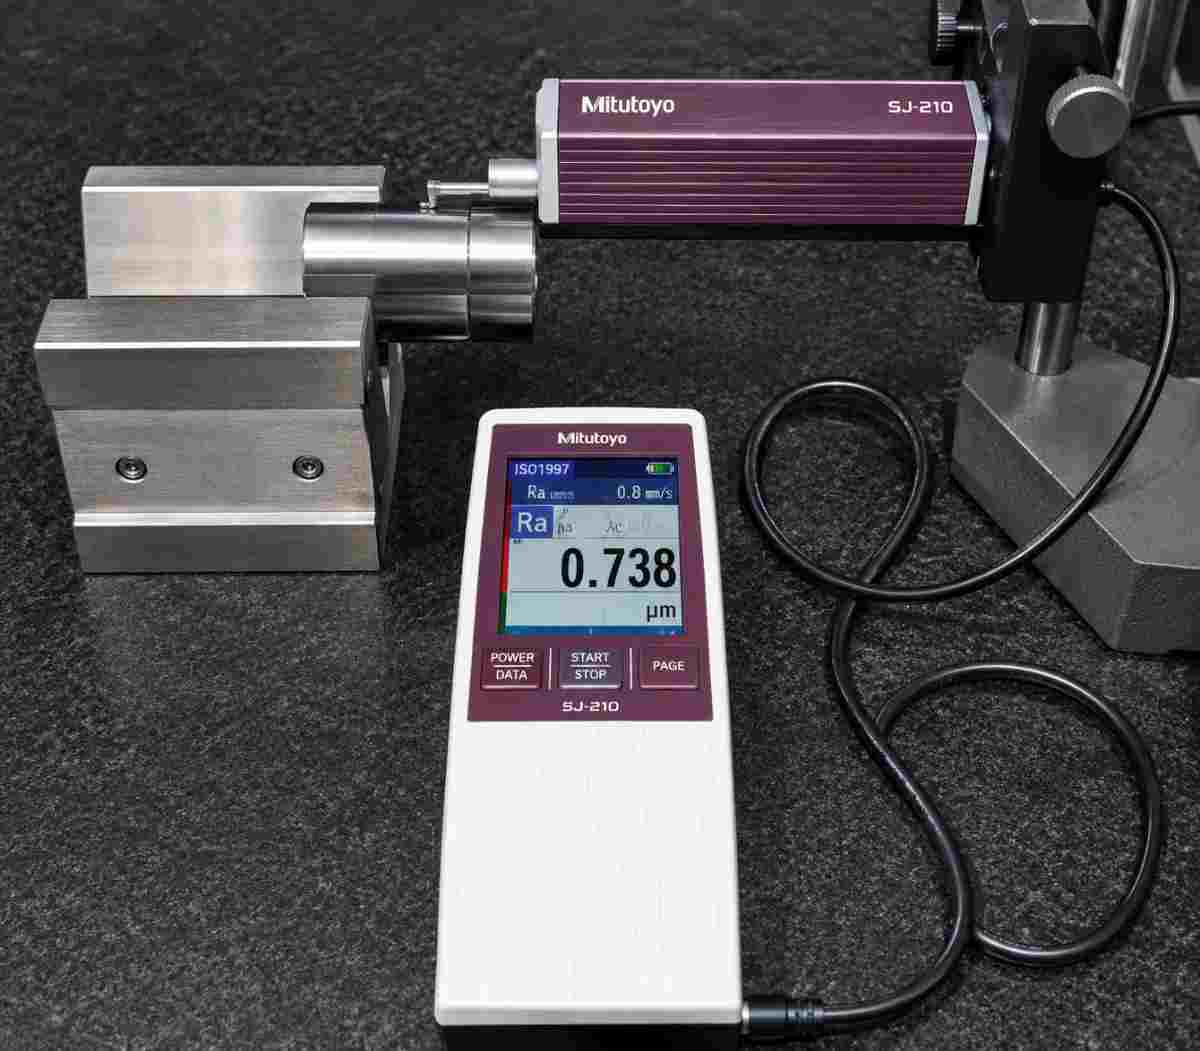 Mitutoyo SJ-210
Mitutoyo
ISO1997
Ra 0.8 mm/s
Ra
0.738
µm
POWER
DATA
START
STOP
PAGE
SJ-210